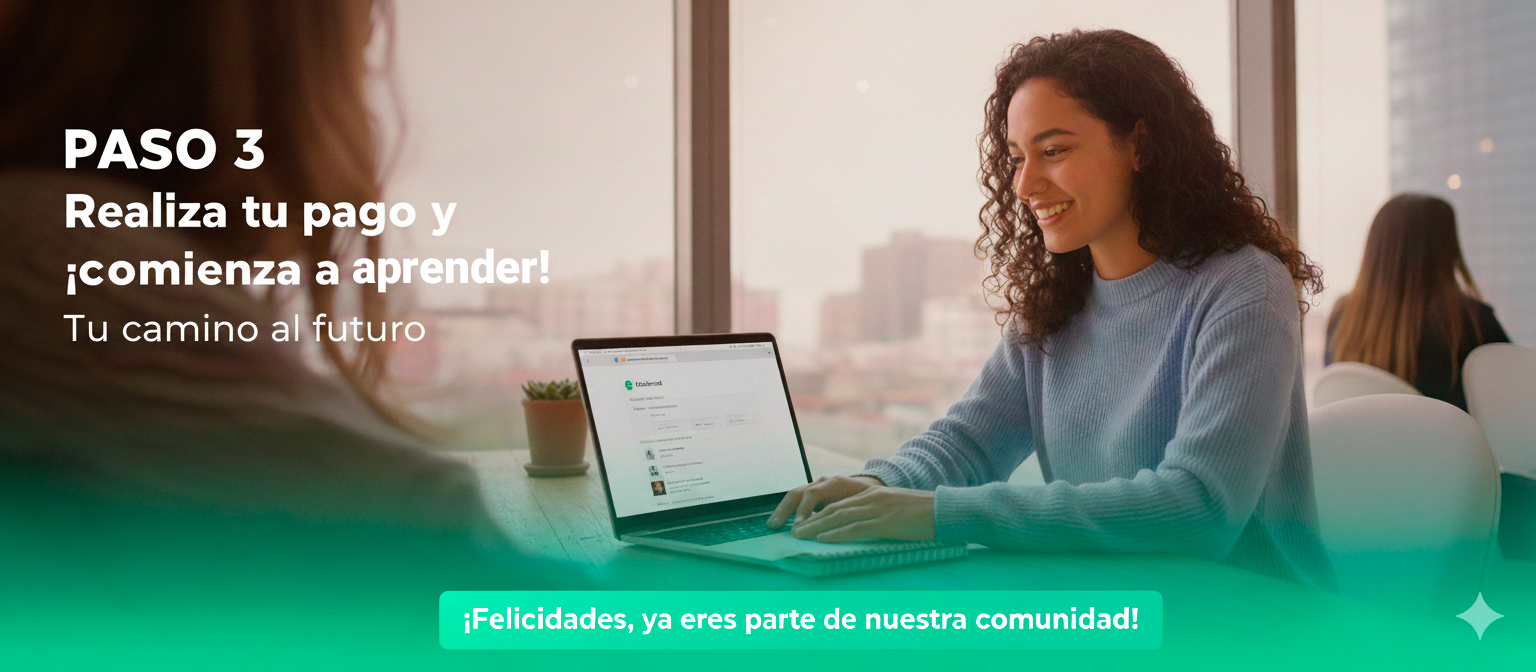 PASO 3
Realiza tu pago y
¡comienza a aprender!
Tu camino al futuro
¡Felicidades, ya eres parte de nuestra comunidad!